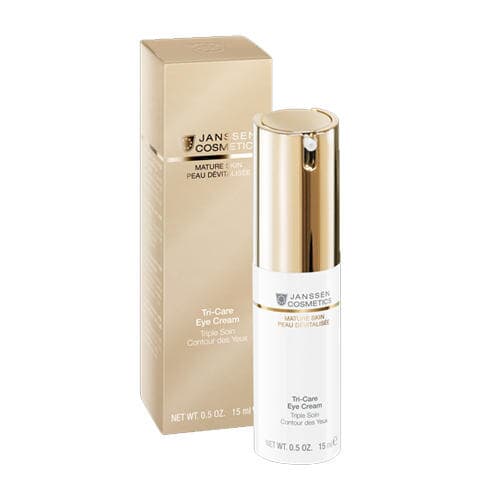 JANSSEN
COSMETICS
MATURE SKIN
PEAU DÉVITALISÉE
Tri-Care
Eye Cream
Triple Soin
Contour des Yeux
NET WT. 0.5 OZ. 15 ml ℮
JANSSEN
COSMETICS
MATURE SKIN
PEAU DÉVITALISÉE
Tri-Care
Eye Cream
Triple Soin
Contour des Yeux
NET WT. 0.5 OZ. 15 ml ℮